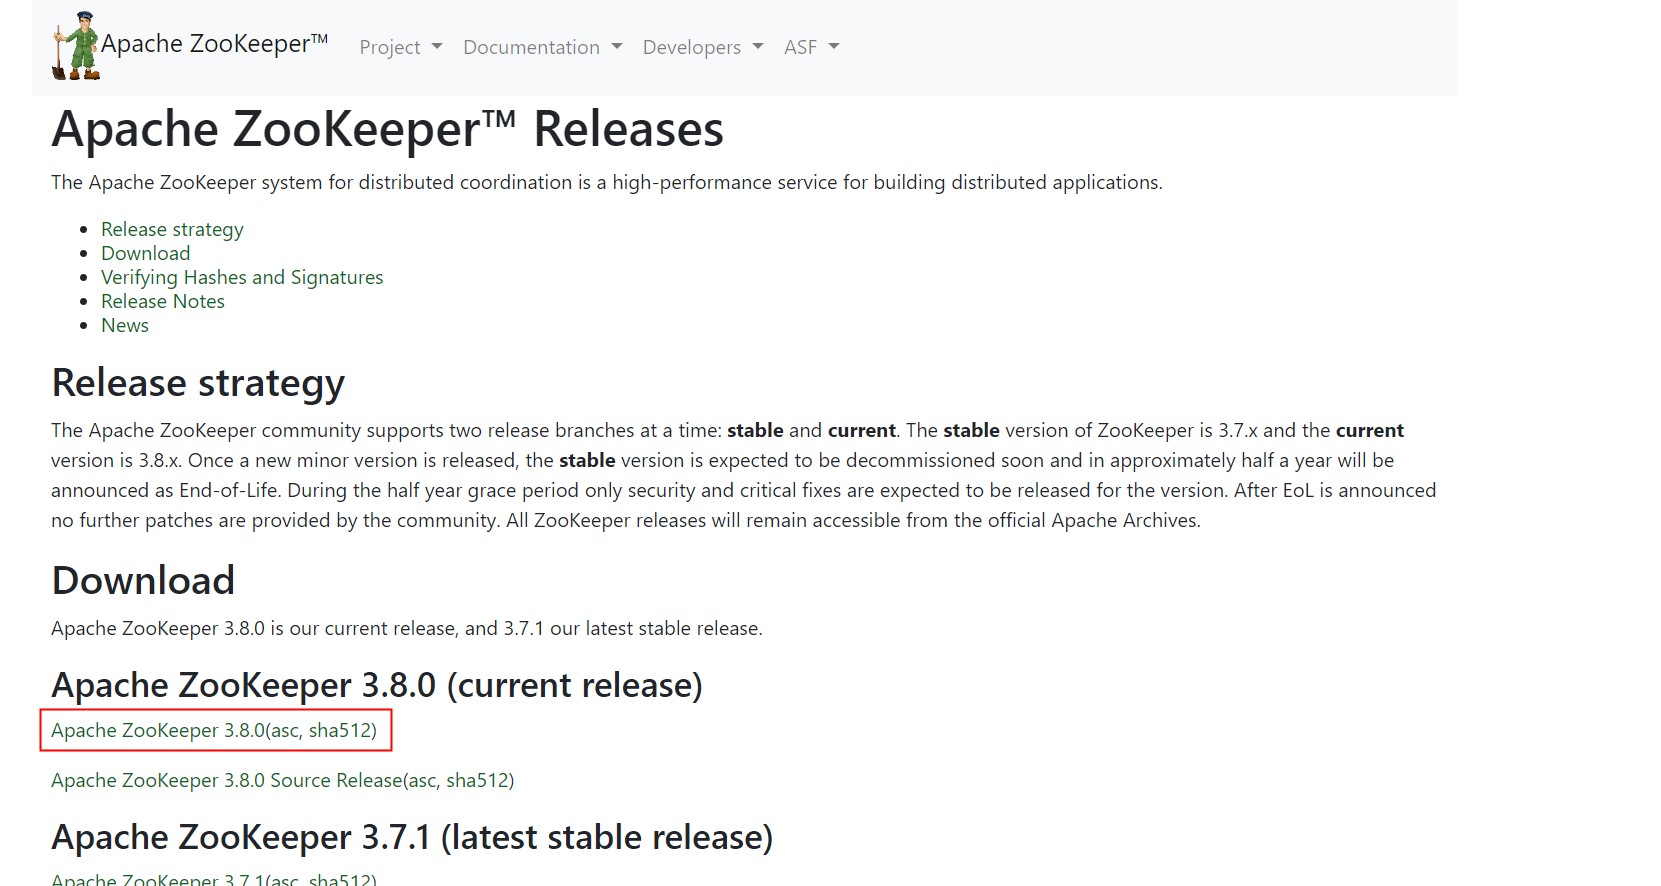 Apache ZooKeeper™ Project Documentation Developers ASF
Apache ZooKeeper™ Releases
The Apache ZooKeeper system for distributed coordination is a high-performance service for building distributed applications.
Release strategy
Download
Verifying Hashes and Signatures
Release Notes
News
Release strategy
The Apache ZooKeeper community supports two release branches at a time: stable and current. The stable version of ZooKeeper is 3.7.x and the current
version is 3.8.x. Once a new minor version is released, the stable version is expected to be decommissioned soon and in approximately half a year will be
announced as End-of-Life. During the half year grace period only security and critical fixes are expected to be released for the version. After EoL is announced
no further patches are provided by the community. All ZooKeeper releases will remain accessible from the official Apache Archives.
Download
Apache ZooKeeper 3.8.0 is our current release, and 3.7.1 our latest stable release.
Apache ZooKeeper 3.8.0 (current release)
Apache ZooKeeper 3.8.0(asc, sha512)
Apache ZooKeeper 3.8.0 Source Release(asc, sha512)
Apache ZooKeeper 3.7.1 (latest stable release)
Apache ZooKeeper 3.7.1(asc, sha512)